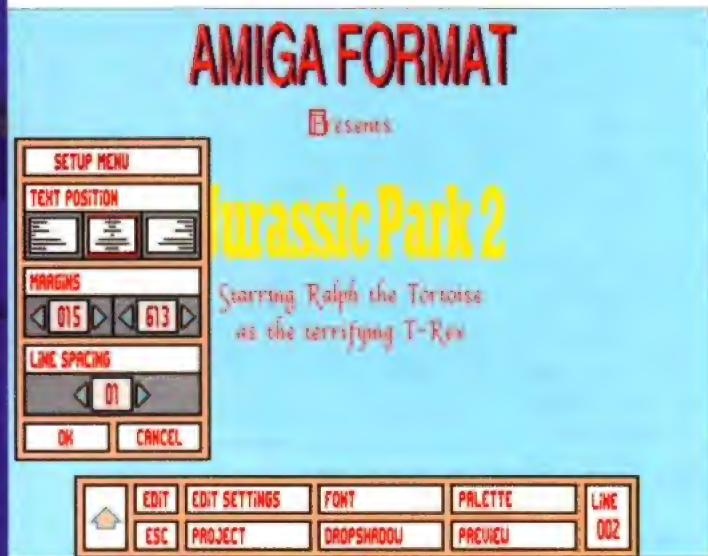 AMIGA FORMAT
Presents
Jurassic Park 2
Starring Ralph the Tortoise
as the terrifying T-Rex
SETUP MENU
TEXT POSITION
MARGINS
015 613
LINE SPACING
01
OK CANCEL
EDIT EDIT SETTINGS FONT PALETTE LINE
ESC PROJECT DROPSHADOW PREVIEW 002